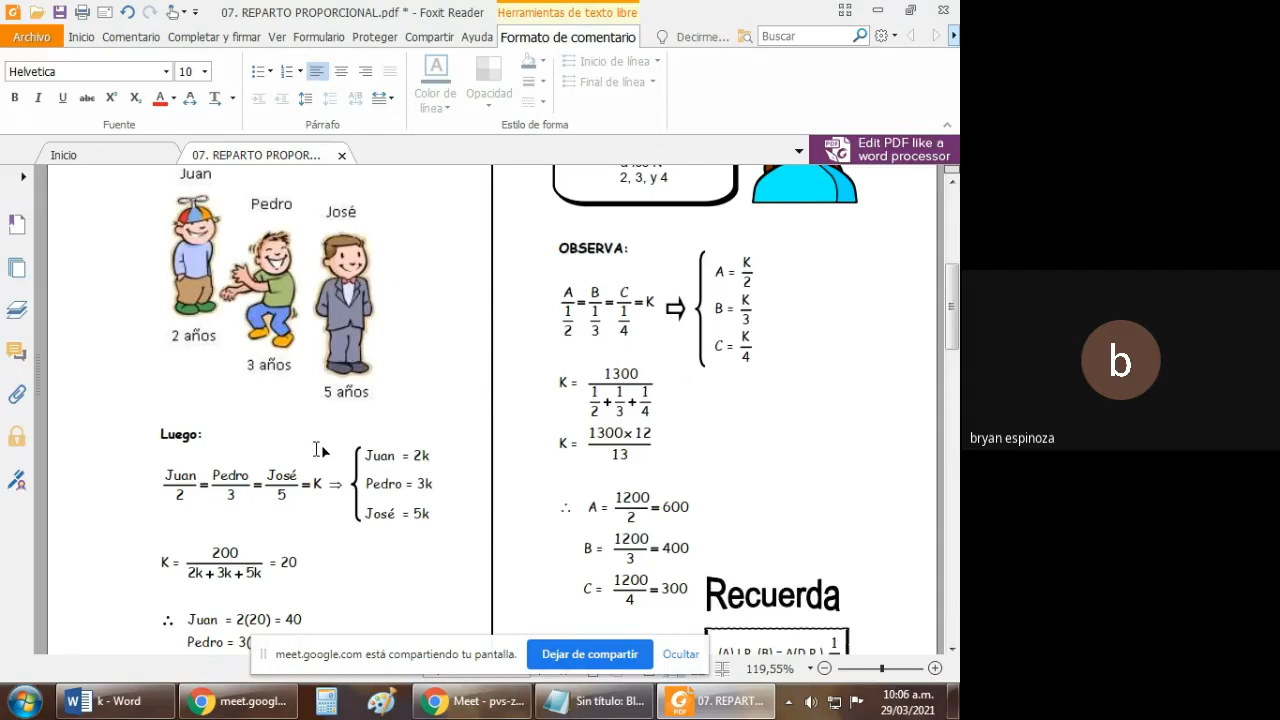 07. REPARTO PROPORCIONAL.pdf * - Foxit Reader
Herramientas de texto libre
Archivo Inicio Comentario Completar y firmar Ver Formulario Proteger Compartir Ayuda Formato de comentario Decirme... Buscar
Helvetica 10
Color de línea
Opacidad
Inicio de línea
Final de línea
Fuente
Párrafo
Estilo de forma
Inicio
07. REPARTO PROPOR...
Edit PDF like a
word processor
Juan
Pedro
José
2 años
3 años
5 años
Luego:
Juan/2 = Pedro/3 = José/5 = K ⇒
Juan = 2k
Pedro = 3k
José = 5k
K = 200/(2k + 3k + 5k) = 20
∴ Juan = 2(20) = 40
Pedro = 3(
2, 3, y 4
OBSERVA:
A/(1/2) = B/(1/3) = C/(1/4) = K ⇒
A = K/2
B = K/3
C = K/4
K = 1300/(1/2 + 1/3 + 1/4)
K = 1300 × 12/13
∴ A = 1200/2 = 600
B = 1200/3 = 400
C = 1200/4 = 300
Recuerda
(A) I.P. (B) = A(D.P.) 1
meet.google.com está compartiendo tu pantalla.
Dejar de compartir
Ocultar
119,55%
k - Word
meet.googl...
Meet - pvs-z...
Sin título: Bl...
07. REPART...
10:06 a.m.
29/03/2021
b
bryan espinoza